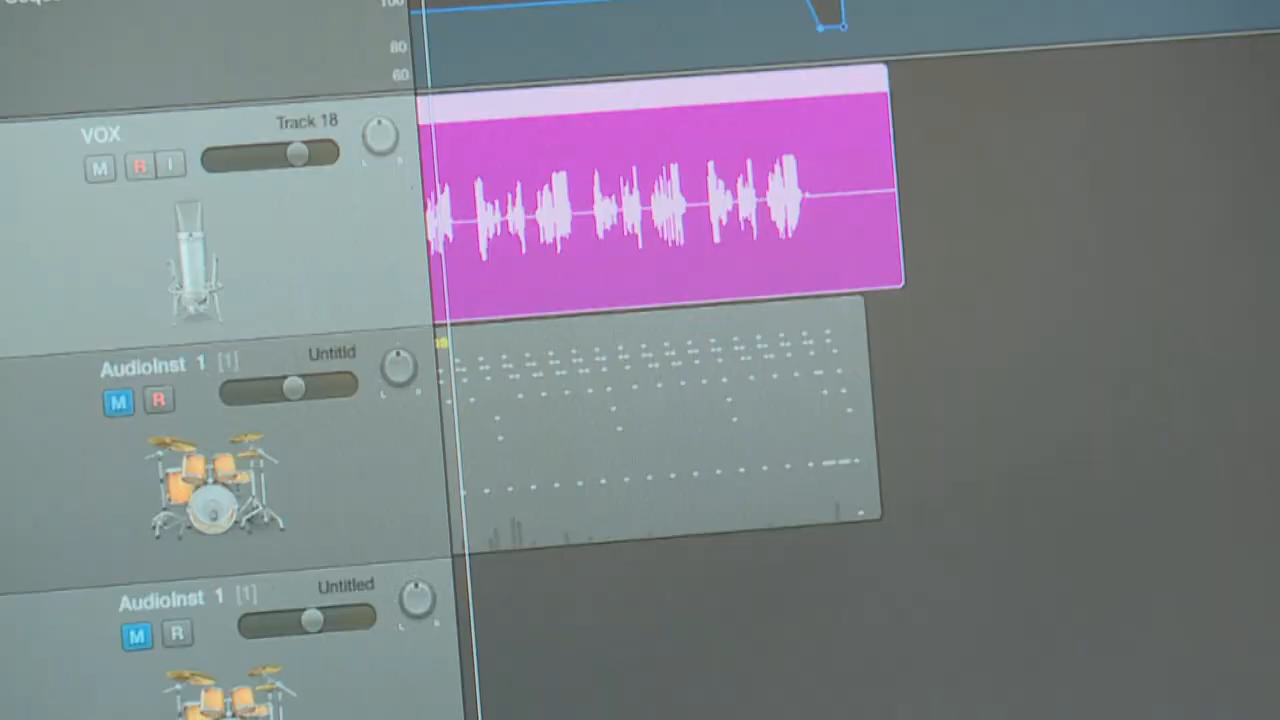 100
80
60
VOX
Track 18
M R I
L
AudioInst 1 [1]
Untitld
M R
L R
AudioInst 1 [1]
Untitled
M R
L R